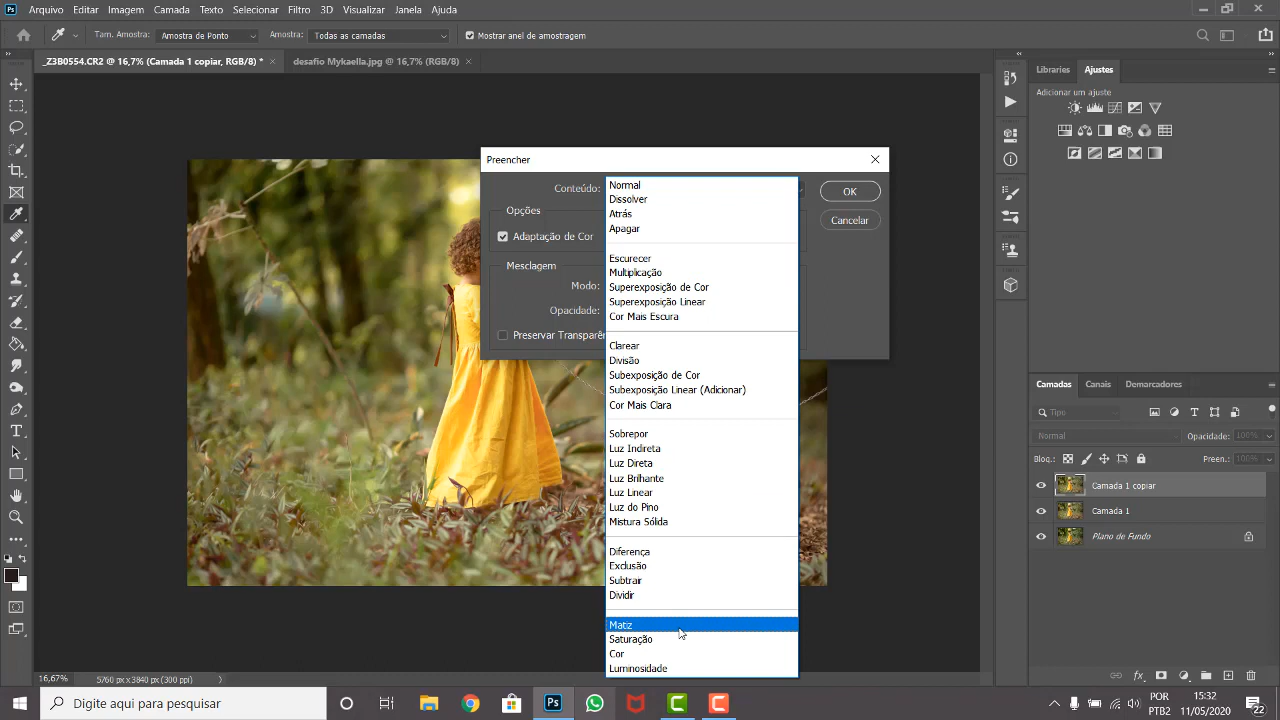 Ps Arquivo Editar Imagem Camada Texto Selecionar Filtro 3D Visualizar Janela Ajuda
Tam. Amostra: Amostra de Ponto Amostra: Todas as camadas Mostrar anel de amostragem
_Z3B0554.CR2 @ 16,7% (Camada 1 copiar, RGB/8) * desafio Mykaella.jpg @ 16,7% (RGB/8)
Libraries Ajustes
Adicionar um ajuste
Preencher
Conteúdo:
OK
Opções
Cancelar
Adaptação de Cor
Mesclagem
Modo:
Opacidade:
Preservar Transparên
Normal
Dissolver
Atrás
Apagar
Escurecer
Multiplicação
Superexposição de Cor
Superexposição Linear
Cor Mais Escura
Clarear
Divisão
Subexposição de Cor
Subexposição Linear (Adicionar)
Cor Mais Clara
Sobrepor
Luz Indireta
Luz Direta
Luz Brilhante
Luz Linear
Luz do Pino
Mistura Sólida
Diferença
Exclusão
Subtrair
Dividir
Matiz
Saturação
Cor
Luminosidade
Camadas Canais Demarcadores
Tipo
Normal Opacidade: 100%
Bloq.: Preen.: 100%
Camada 1 copiar
Camada 1
Plano de Fundo
fx
16,67% 5760 px x 3840 px (300 ppi)
Digite aqui para pesquisar
Ps
C
C
POR
PTB2
15:32
11/05/2020
22